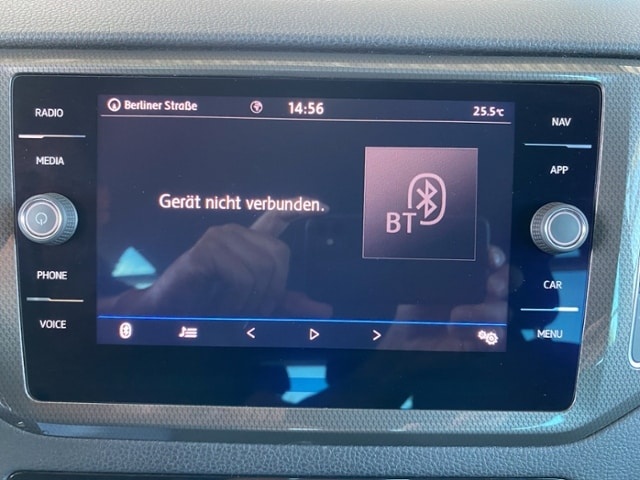 Berliner Straße
14:56
25.5°C
RADIO
MEDIA
PHONE
VOICE
Gerät nicht verbunden.
BT
NAV
APP
CAR
MENU